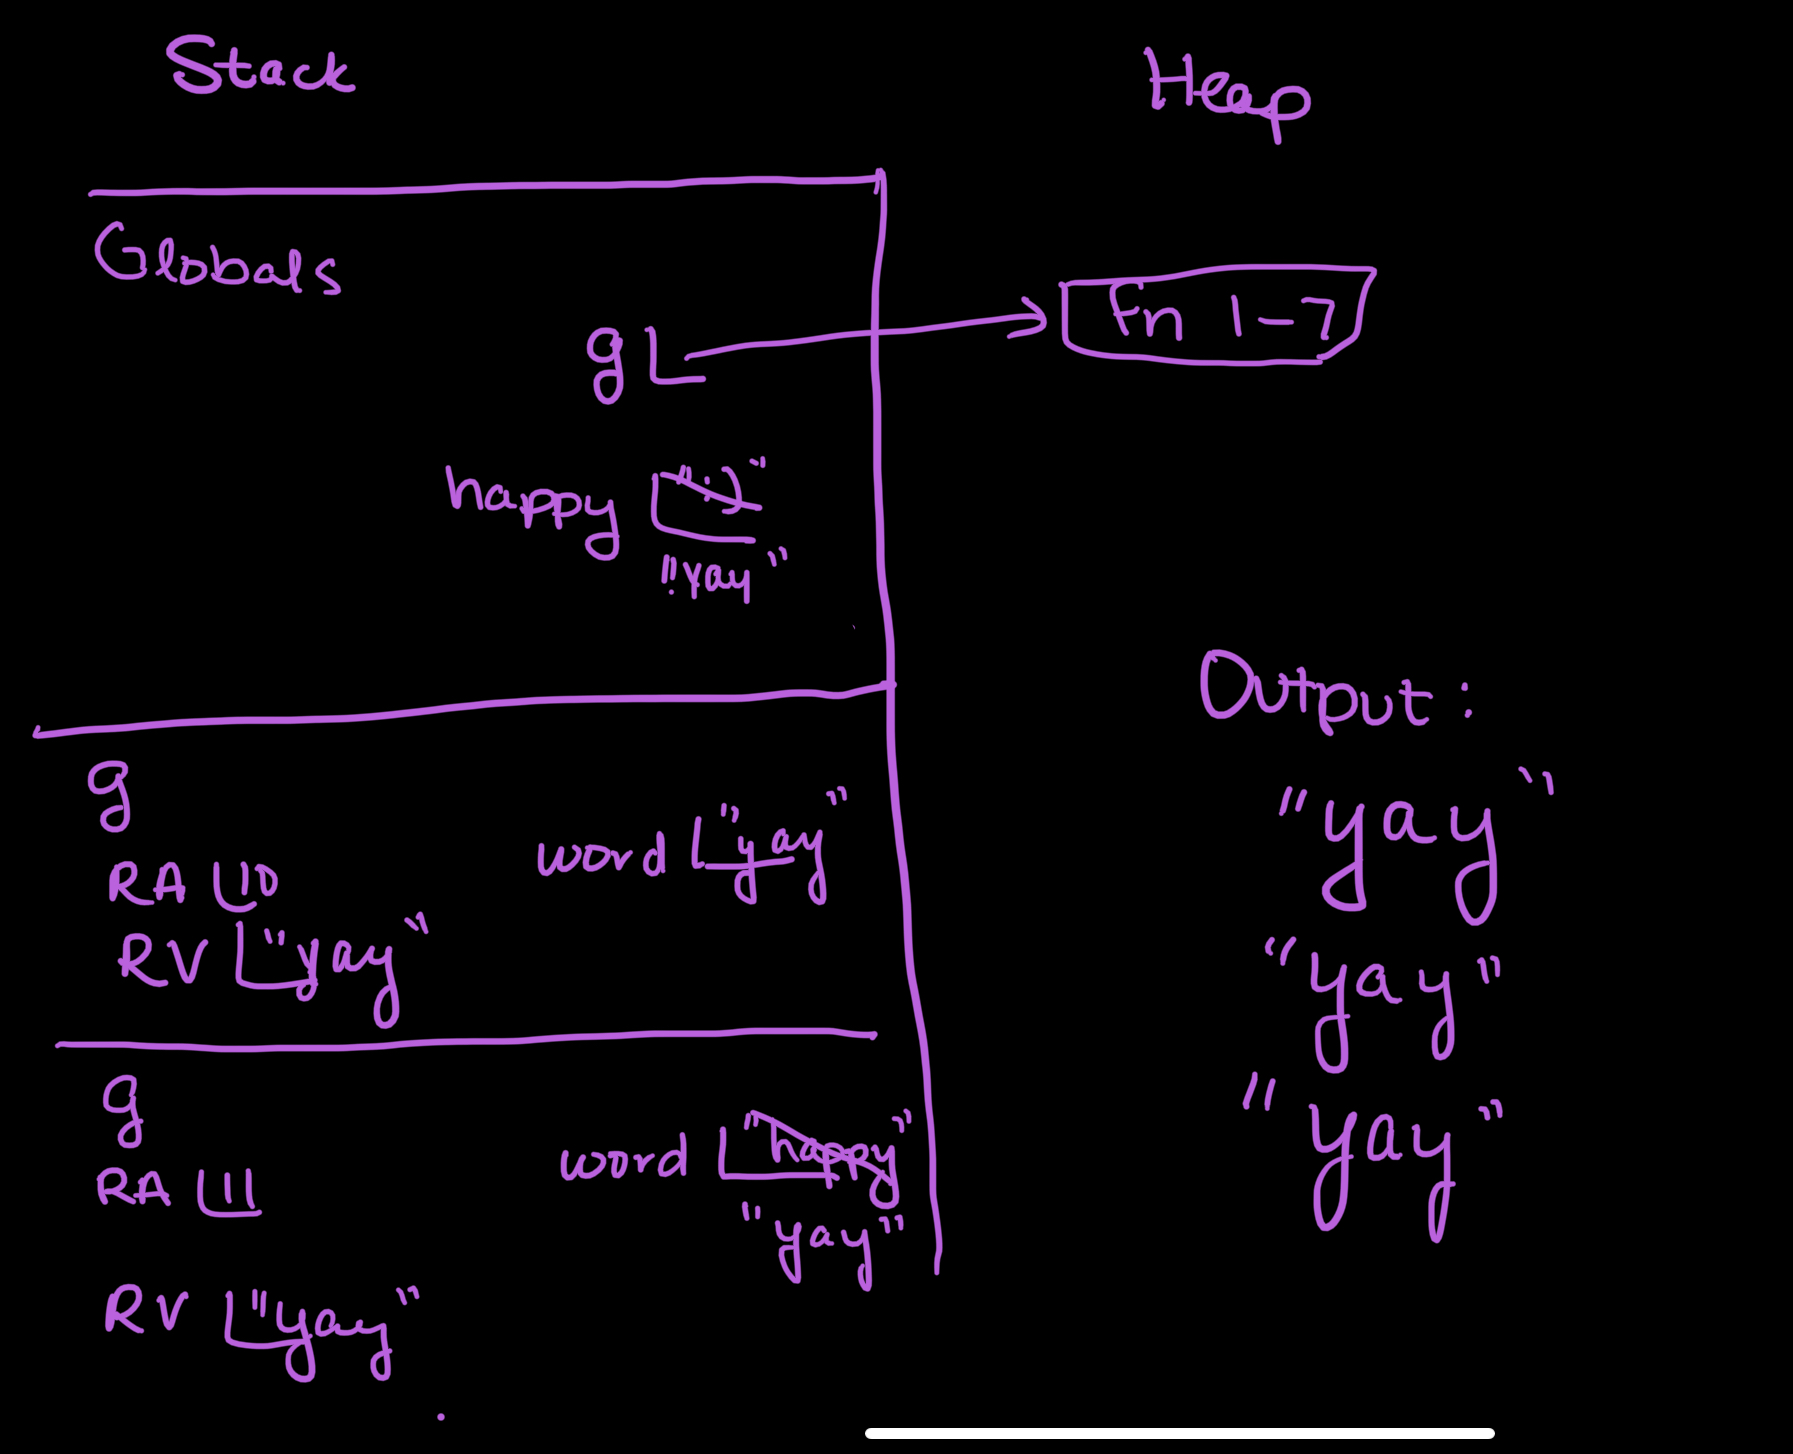 Stack
Heap
Globals
g
Fn 1-7
happy ":)"
"yay"
Output:
g
word "yay"
"yay"
RA 10
RV "yay"
"yay"
g
word "happy"
"yay"
RA 11
"yay"
RV "yay"